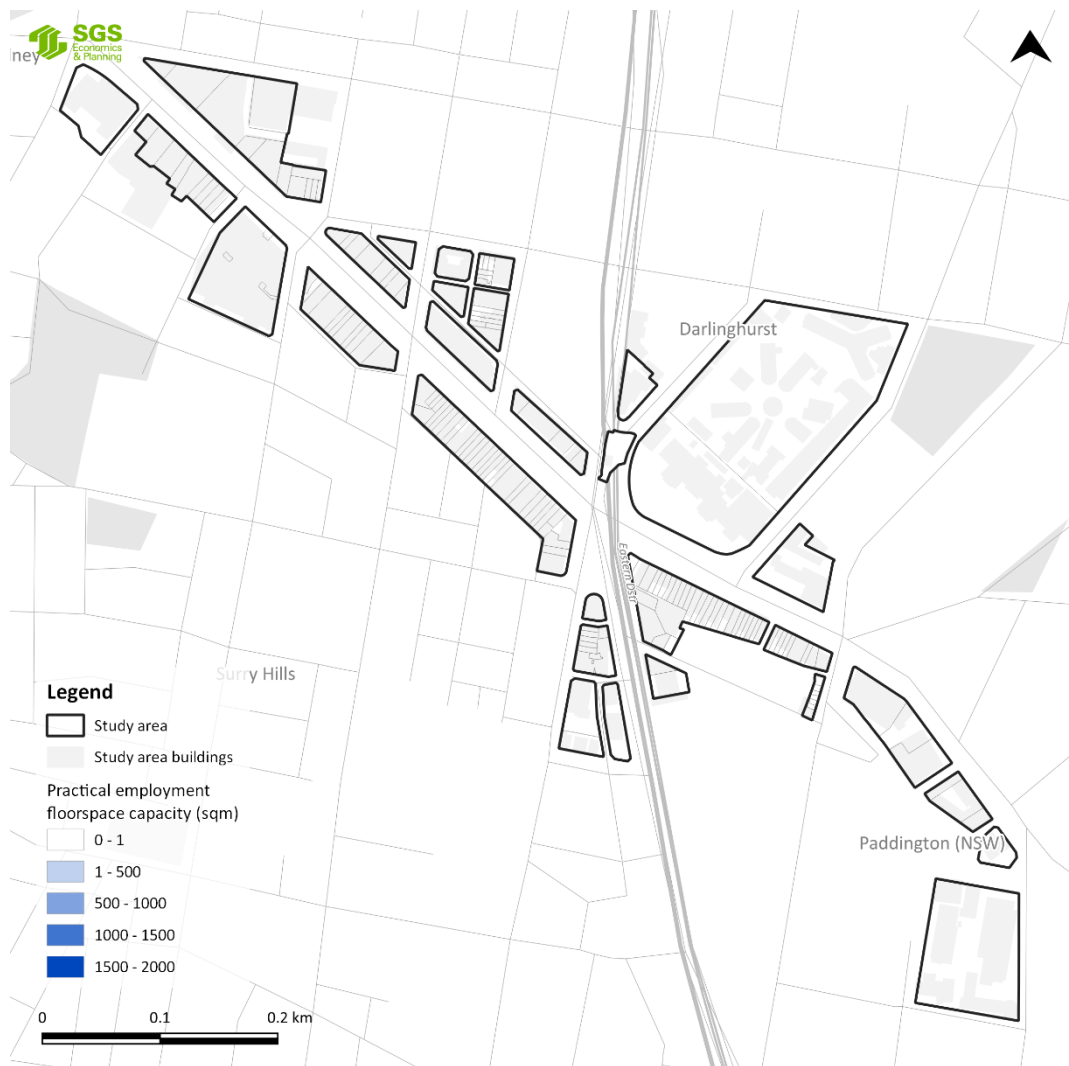 SGS
Economics
& Planning
ney
Darlinghurst
Eastern Dstr
Surry Hills
Legend
Study area
Study area buildings
Practical employment
floorspace capacity (sqm)
0 - 1
1 - 500
500 - 1000
1000 - 1500
1500 - 2000
Paddington (NSW)
0
0.1
0.2 km